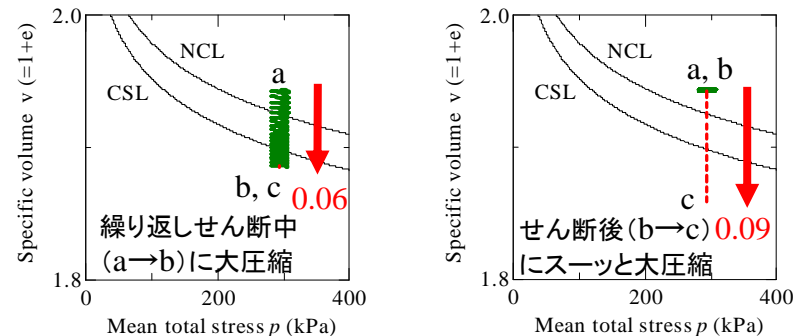 Specific volume v (=1+e)
2.0
1.8
0
200
400
Mean total stress p (kPa)
NCL
CSL
a
b, c
0.06
繰り返しせん断中
(a→b)に大圧縮
Specific volume v (=1+e)
2.0
1.8
0
200
400
Mean total stress p (kPa)
NCL
CSL
a, b
c
0.09
せん断後(b→c)
にスーッと大圧縮